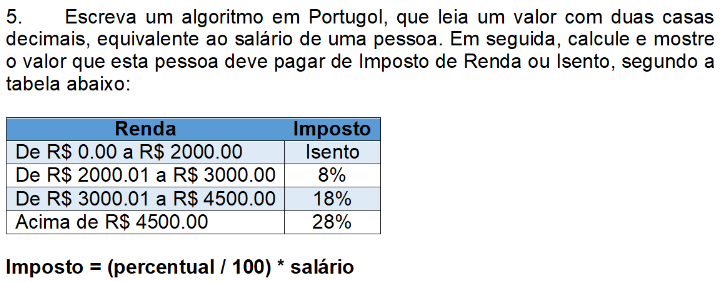 5. Escreva um algoritmo em Portugol, que leia um valor com duas casas
decimais, equivalente ao salário de uma pessoa. Em seguida, calcule e mostre
o valor que esta pessoa deve pagar de Imposto de Renda ou Isento, segundo a
tabela abaixo:
Renda Imposto
De R$ 0.00 a R$ 2000.00 Isento
De R$ 2000.01 a R$ 3000.00 8%
De R$ 3000.01 a R$ 4500.00 18%
Acima de R$ 4500.00 28%
Imposto = (percentual / 100) * salário